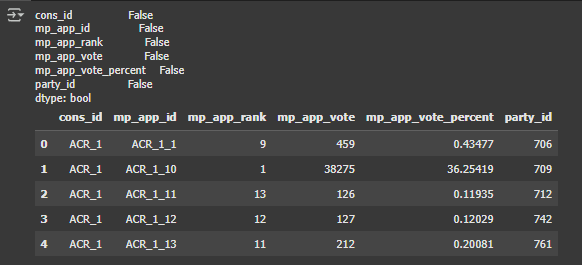 cons_id False
mp_app_id False
mp_app_rank False
mp_app_vote False
mp_app_vote_percent False
party_id False
dtype: bool
cons_id mp_app_id mp_app_rank mp_app_vote mp_app_vote_percent party_id
0 ACR_1 ACR_1_1 9 459 0.43477 706
1 ACR_1 ACR_1_10 1 38275 36.25419 709
2 ACR_1 ACR_1_11 13 126 0.11935 712
3 ACR_1 ACR_1_12 12 127 0.12029 742
4 ACR_1 ACR_1_13 11 212 0.20081 761